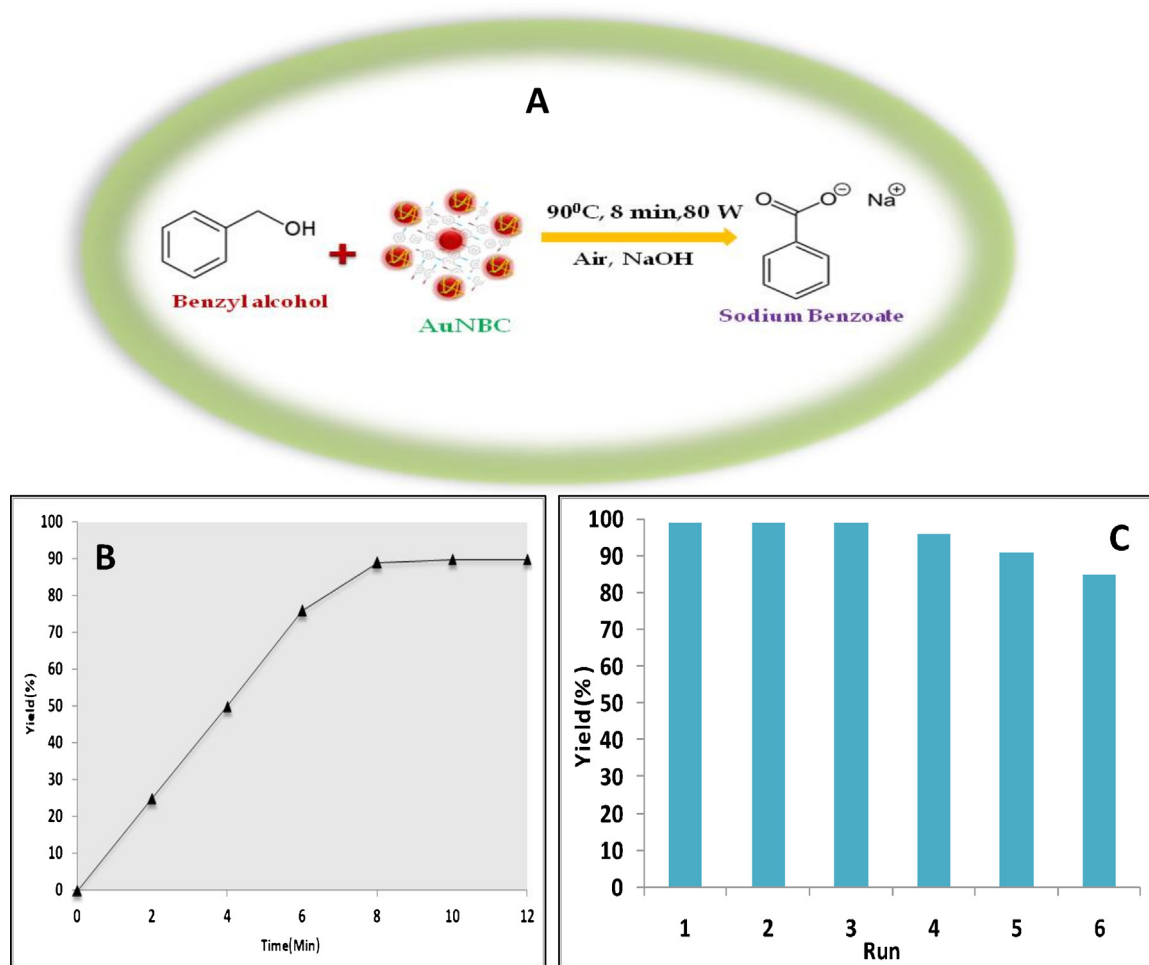 A
OH
Benzyl alcohol
+
AuNBC
90⁰C, 8 min,80 W
Air, NaOH
O
O⊖
Na⊕
Sodium Benzoate
B
Yield(%)
100
90
80
70
60
50
40
30
20
10
0
0 2 4 6 8 10 12
Time(Min)
C
Yield(%)
100
90
80
70
60
50
40
30
20
10
0
1 2 3 4 5 6
Run